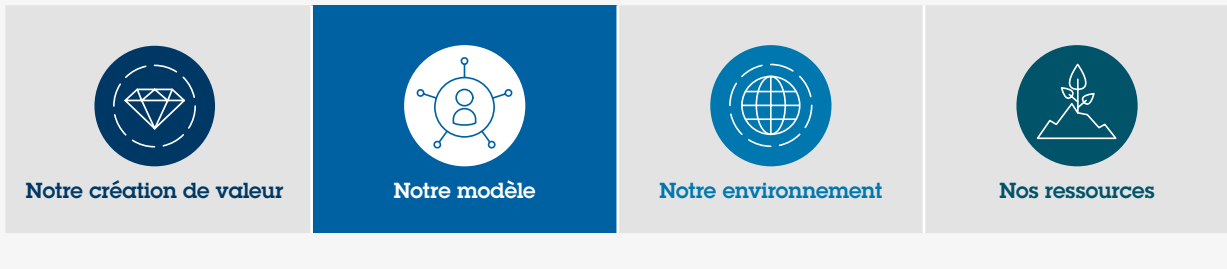 Notre création de valeur
Notre modèle
Notre environnement
Nos ressources